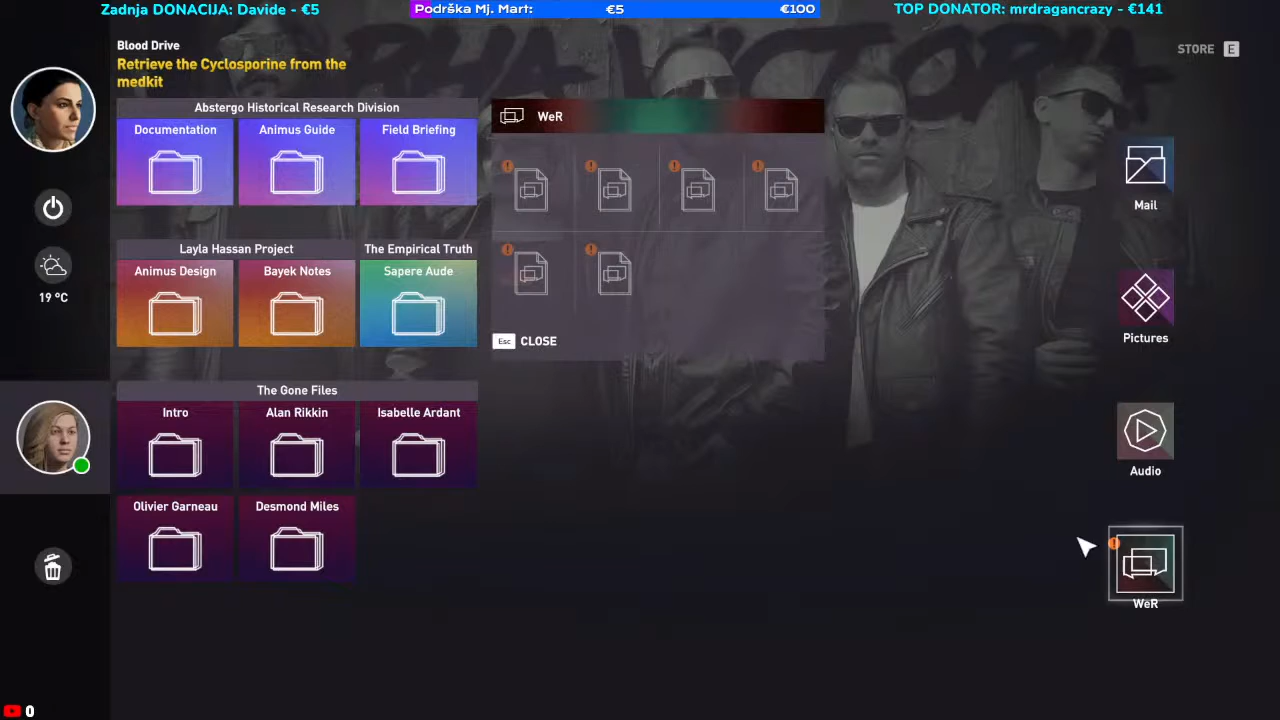 Zadnja DONACIJA: Davide - €5
Podrška Mj. Mart: €5 €100
TOP DONATOR: mrdragancrazy - €141
Blood Drive
Retrieve the Cyclosporine from the
medkit
STORE E
Abstergo Historical Research Division
Documentation Animus Guide Field Briefing
Layla Hassan Project The Empirical Truth
Animus Design Bayek Notes Sapere Aude
The Gone Files
Intro Alan Rikkin Isabelle Ardant
Olivier Garneau Desmond Miles
WeR
Esc CLOSE
19 °C
Mail
Pictures
Audio
WeR
0